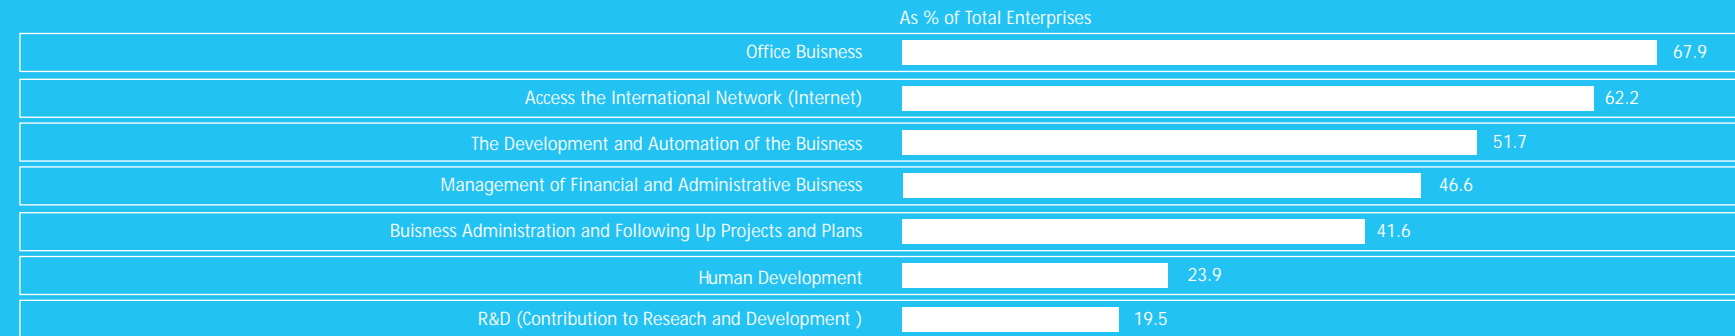 As % of Total Enterprises
Office Buisness 67.9
Access the International Network (Internet) 62.2
The Development and Automation of the Buisness 51.7
Management of Financial and Administrative Buisness 46.6
Buisness Administration and Following Up Projects and Plans 41.6
Human Development 23.9
R&D (Contribution to Reseach and Development ) 19.5